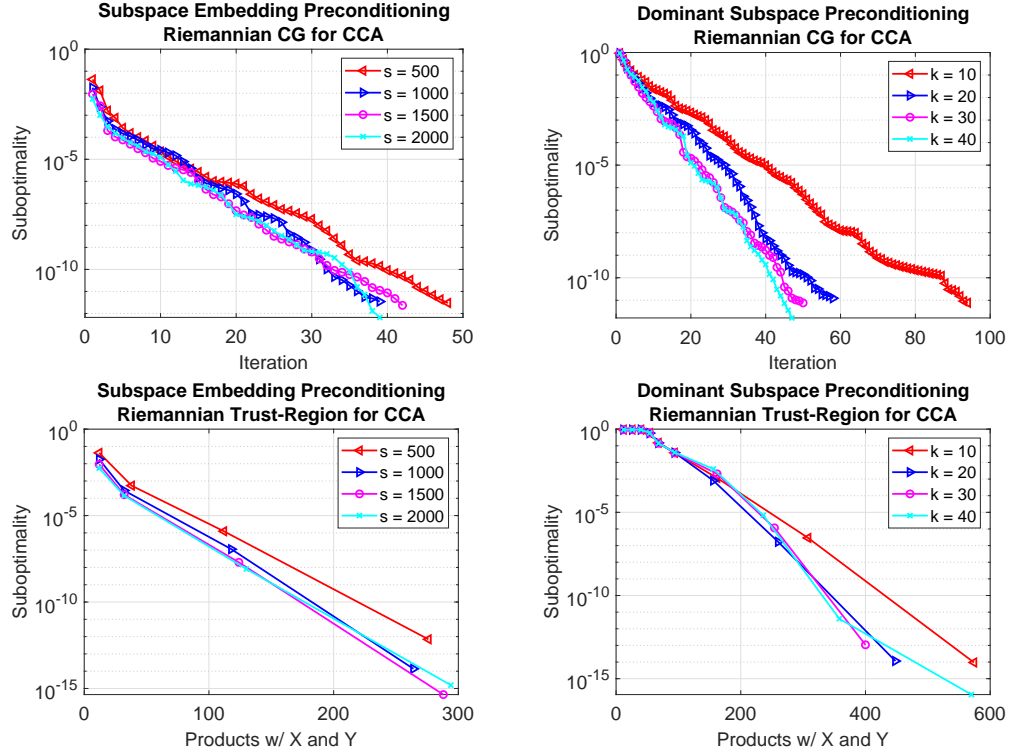 Subspace Embedding Preconditioning
Riemannian CG for CCA
10^0
10^-5
10^-10
Suboptimality
0
10
20
30
40
50
Iteration
s = 500
s = 1000
s = 1500
s = 2000
Dominant Subspace Preconditioning
Riemannian CG for CCA
10^0
10^-5
10^-10
Suboptimality
0
20
40
60
80
100
Iteration
k = 10
k = 20
k = 30
k = 40
Subspace Embedding Preconditioning
Riemannian Trust-Region for CCA
10^0
10^-5
10^-10
10^-15
Suboptimality
0
100
200
300
Products w/ X and Y
s = 500
s = 1000
s = 1500
s = 2000
Dominant Subspace Preconditioning
Riemannian Trust-Region for CCA
10^0
10^-5
10^-10
10^-15
Suboptimality
0
200
400
600
Products w/ X and Y
k = 10
k = 20
k = 30
k = 40